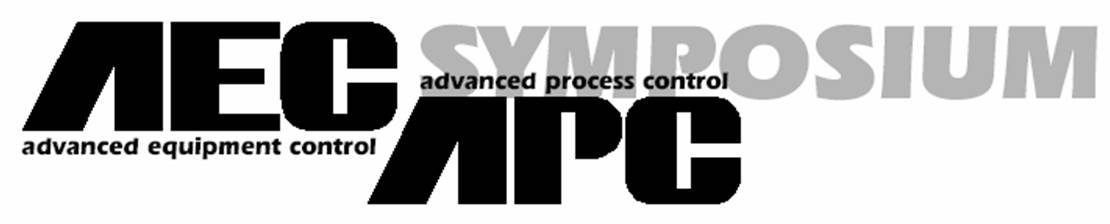 AEC SYMPOSIUM
advanced process control
advanced equipment control
APC